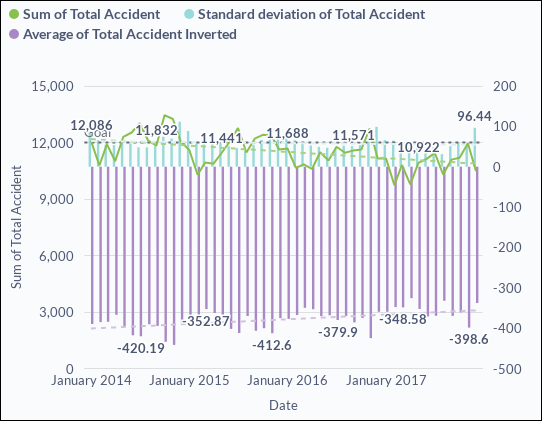 Sum of Total Accident
Standard deviation of Total Accident
Average of Total Accident Inverted
15,000
200
12,086
11,832
11,441
11,688
11,571
10,922
96.44
Goal
100
12,000
0
9,000
-100
6,000
-200
3,000
-300
-352.87
-348.58
-379.9
-420.19
-412.6
-398.6
-400
0
-500
Sum of Total Accident
January 2014
January 2015
January 2016
January 2017
Date